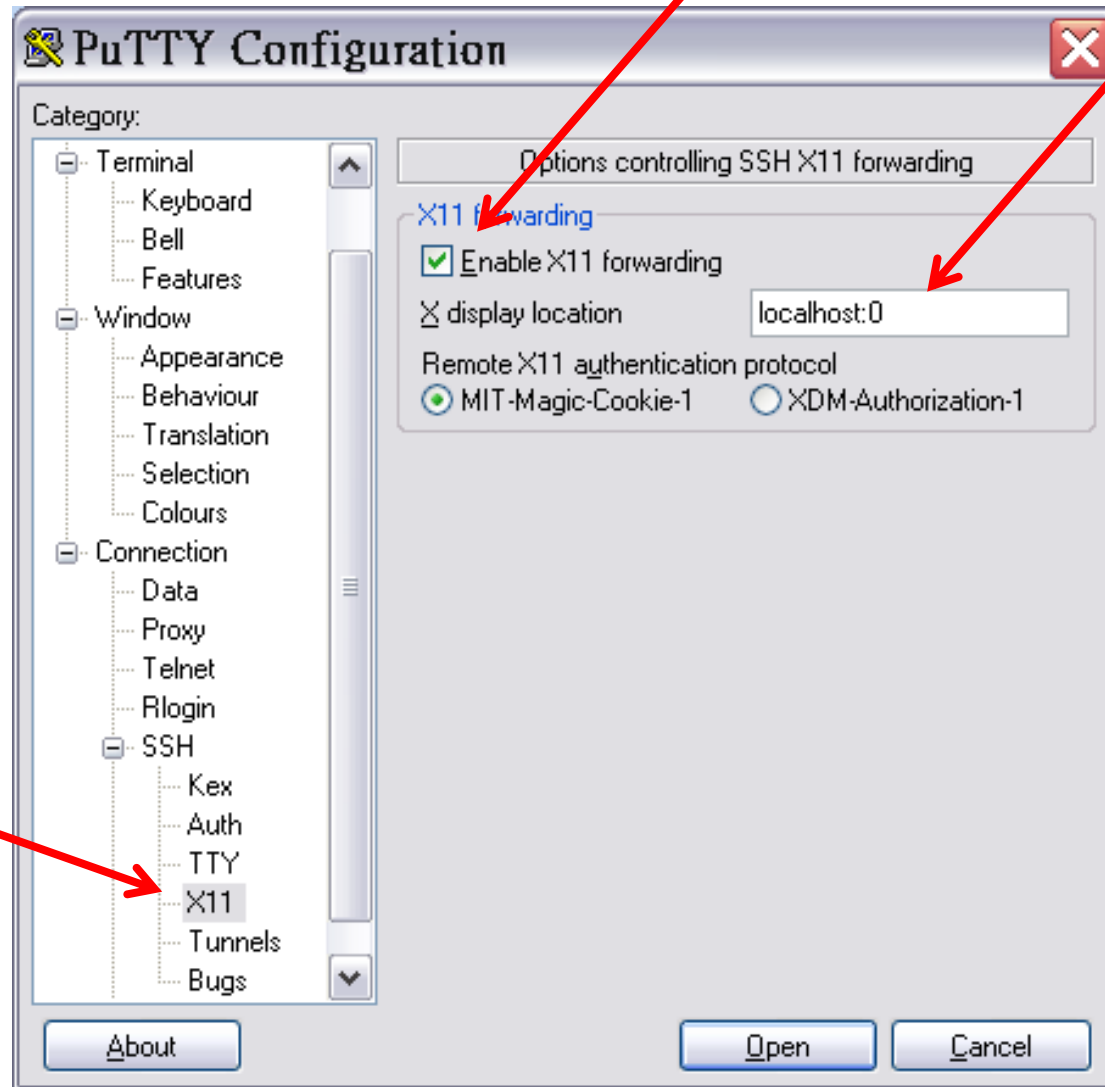 PuTTY Configuration
Category:
Terminal
Keyboard
Bell
Features
Window
Appearance
Behaviour
Translation
Selection
Colours
Connection
Data
Proxy
Telnet
Rlogin
SSH
Kex
Auth
TTY
X11
Tunnels
Bugs
Options controlling SSH X11 forwarding
X11 forwarding
Enable X11 forwarding
X display location localhost:0
Remote X11 authentication protocol
MIT-Magic-Cookie-1 XDM-Authorization-1
About Open Cancel